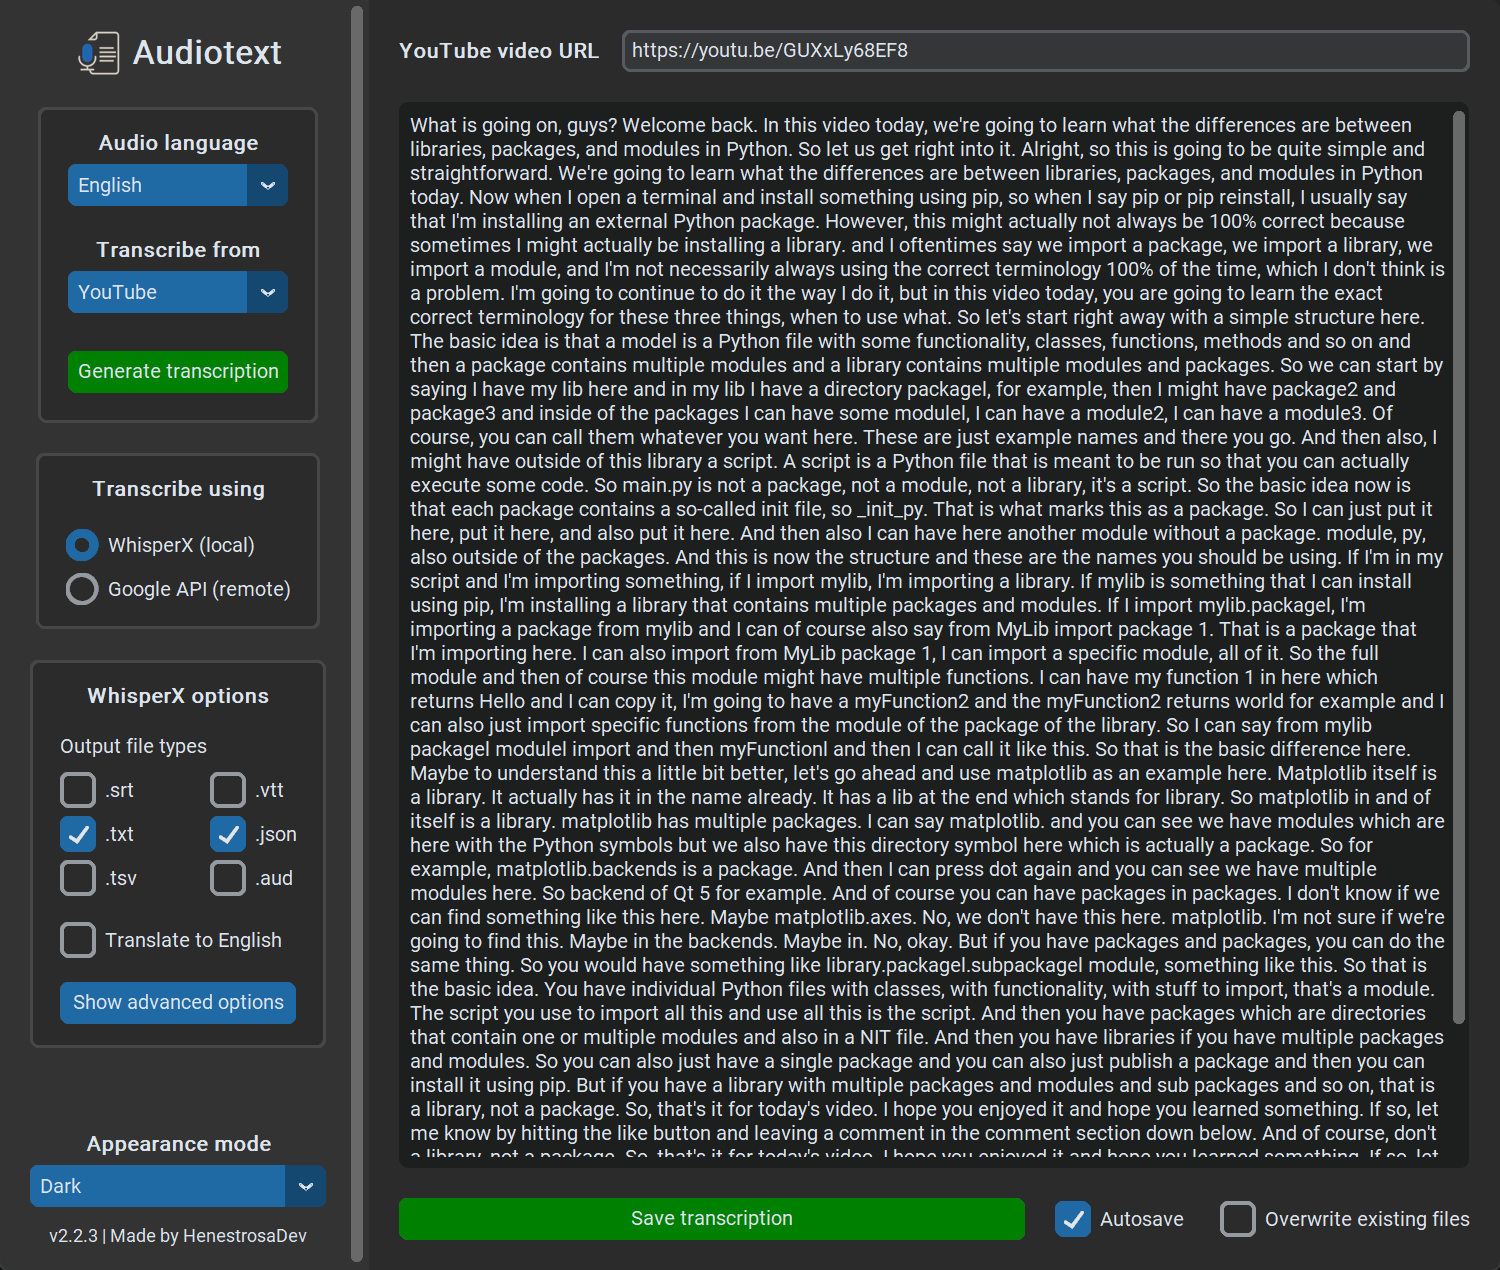 Audiotext
Audio language
English
Transcribe from
YouTube
Generate transcription
Transcribe using
WhisperX (local)
Google API (remote)
WhisperX options
Output file types
.srt
.vtt
.txt
.json
.tsv
.aud
Translate to English
Show advanced options
Appearance mode
Dark
v2.2.3 | Made by HenestrosaDev
YouTube video URL
https://youtu.be/GUXxLy68EF8
What is going on, guys? Welcome back. In this video today, we're going to learn what the differences are between
libraries, packages, and modules in Python. So let us get right into it. Alright, so this is going to be quite simple and
straightforward. We're going to learn what the differences are between libraries, packages, and modules in Python
today. Now when I open a terminal and install something using pip, so when I say pip or pip reinstall, I usually say
that I'm installing an external Python package. However, this might actually not always be 100% correct because
sometimes I might actually be installing a library. and I oftentimes say we import a package, we import a library, we
import a module, and I'm not necessarily always using the correct terminology 100% of the time, which I don't think is
a problem. I'm going to continue to do it the way I do it, but in this video today, you are going to learn the exact
correct terminology for these three things, when to use what. So let's start right away with a simple structure here.
The basic idea is that a model is a Python file with some functionality, classes, functions, methods and so on and
then a package contains multiple modules and a library contains multiple modules and packages. So we can start by
saying I have my lib here and in my lib I have a directory packagel, for example, then I might have package2 and
package3 and inside of the packages I can have some modulel, I can have a module2, I can have a module3. Of
course, you can call them whatever you want here. These are just example names and there you go. And then also, I
might have outside of this library a script. A script is a Python file that is meant to be run so that you can actually
execute some code. So main.py is not a package, not a module, not a library, it's a script. So the basic idea now is
that each package contains a so-called init file, so _init_py. That is what marks this as a package. So I can just put it
here, put it here, and also put it here. And then also I can have here another module without a package. module, py,
also outside of the packages. And this is now the structure and these are the names you should be using. If I'm in my
script and I'm importing something, if I import mylib, I'm importing a library. If mylib is something that I can install
using pip, I'm installing a library that contains multiple packages and modules. If I import mylib.packagel, I'm
importing a package from mylib and I can of course also say from MyLib import package 1. That is a package that
I'm importing here. I can also import from MyLib package 1, I can import a specific module, all of it. So the full
module and then of course this module might have multiple functions. I can have my function 1 in here which
returns Hello and I can copy it, I'm going to have a myFunction2 and the myFunction2 returns world for example and I
can also just import specific functions from the module of the package of the library. So I can say from mylib
packagel modulel import and then myFunctionl and then I can call it like this. So that is the basic difference here.
Maybe to understand this a little bit better, let's go ahead and use matplotlib as an example here. Matplotlib itself is
a library. It actually has it in the name already. It has a lib at the end which stands for library. So matplotlib in and of
itself is a library. matplotlib has multiple packages. I can say matplotlib. and you can see we have modules which are
here with the Python symbols but we also have this directory symbol here which is actually a package. So for
example, matplotlib.backends is a package. And then I can press dot again and you can see we have multiple
modules here. So backend of Qt 5 for example. And of course you can have packages in packages. I don't know if we
can find something like this here. Maybe matplotlib.axes. No, we don't have this here. matplotlib. I'm not sure if we're
going to find this. Maybe in the backends. Maybe in. No, okay. But if you have packages and packages, you can do the
same thing. So you would have something like library.packagel.subpackagel module, something like this. So that is
the basic idea. You have individual Python files with classes, with functionality, with stuff to import, that's a module.
The script you use to import all this and use all this is the script. And then you have packages which are directories
that contain one or multiple modules and also in a NIT file. And then you have libraries if you have multiple packages
and modules. So you can also just have a single package and you can also just publish a package and then you can
install it using pip. But if you have a library with multiple packages and modules and sub packages and so on, that is
a library, not a package. So, that's it for today's video. I hope you enjoyed it and hope you learned something. If so, let
me know by hitting the like button and leaving a comment in the comment section down below. And of course, don't
a library, not a package. So, that's it for today's video. I hope you enjoyed it and hope you learned something. If so, let
Save transcription
Autosave
Overwrite existing files